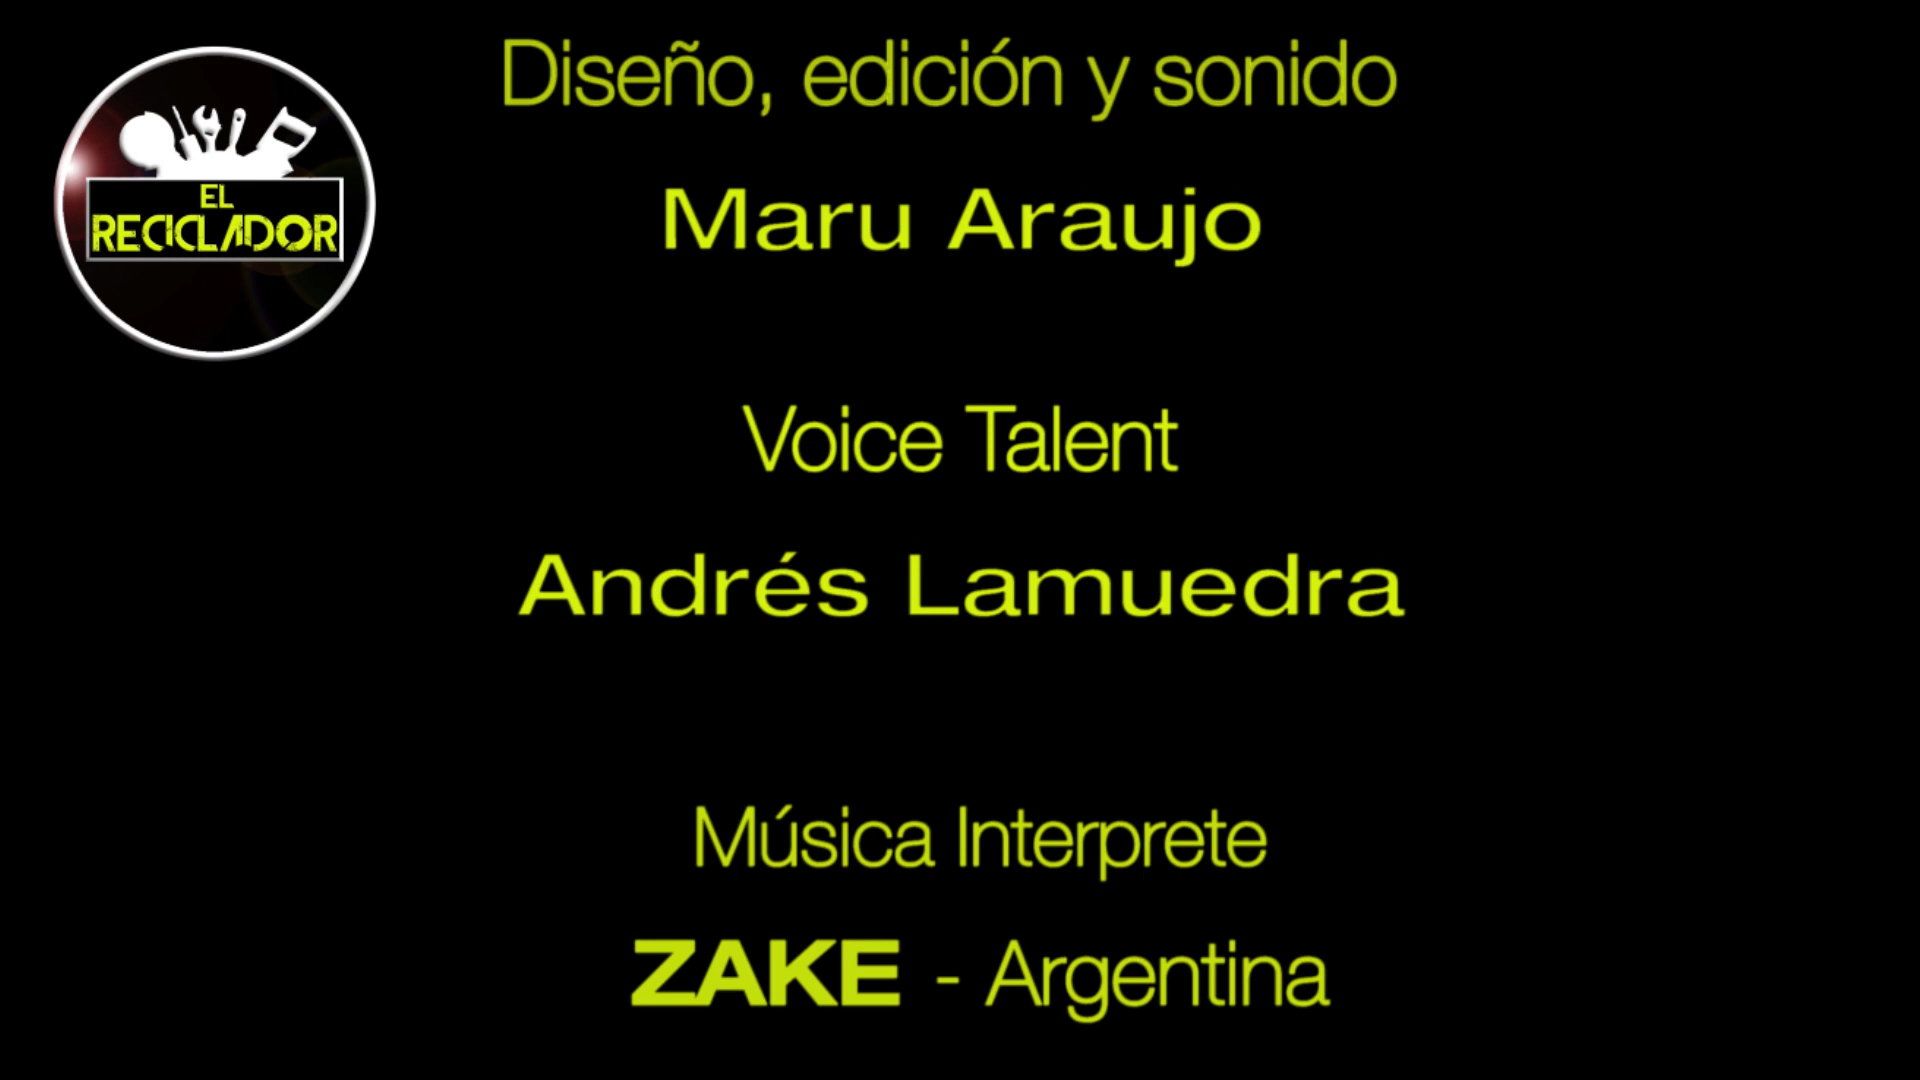 EL
RECICLADOR
Diseño, edición y sonido
Maru Araujo
Voice Talent
Andrés Lamuedra
Música Interprete
ZAKE - Argentina